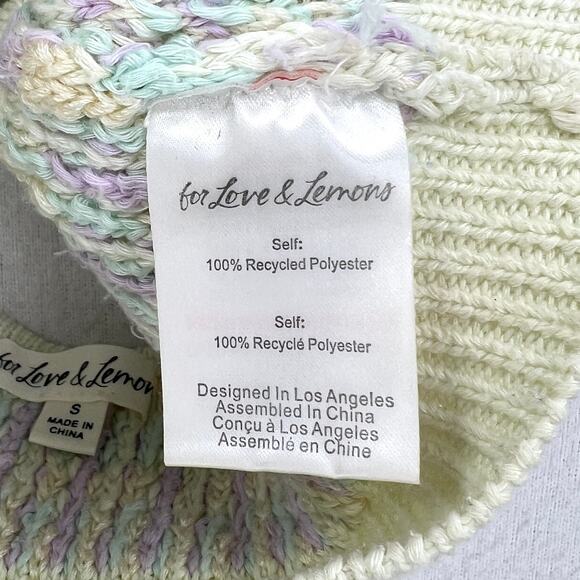 for Love & Lemons
Self:
100% Recycled Polyester
Self:
100% Recyclé Polyester
Designed In Los Angeles
Assembled In China
Conçu à Los Angeles
Assemblé en Chine
for Love & Lemons
S
MADE IN
CHINA